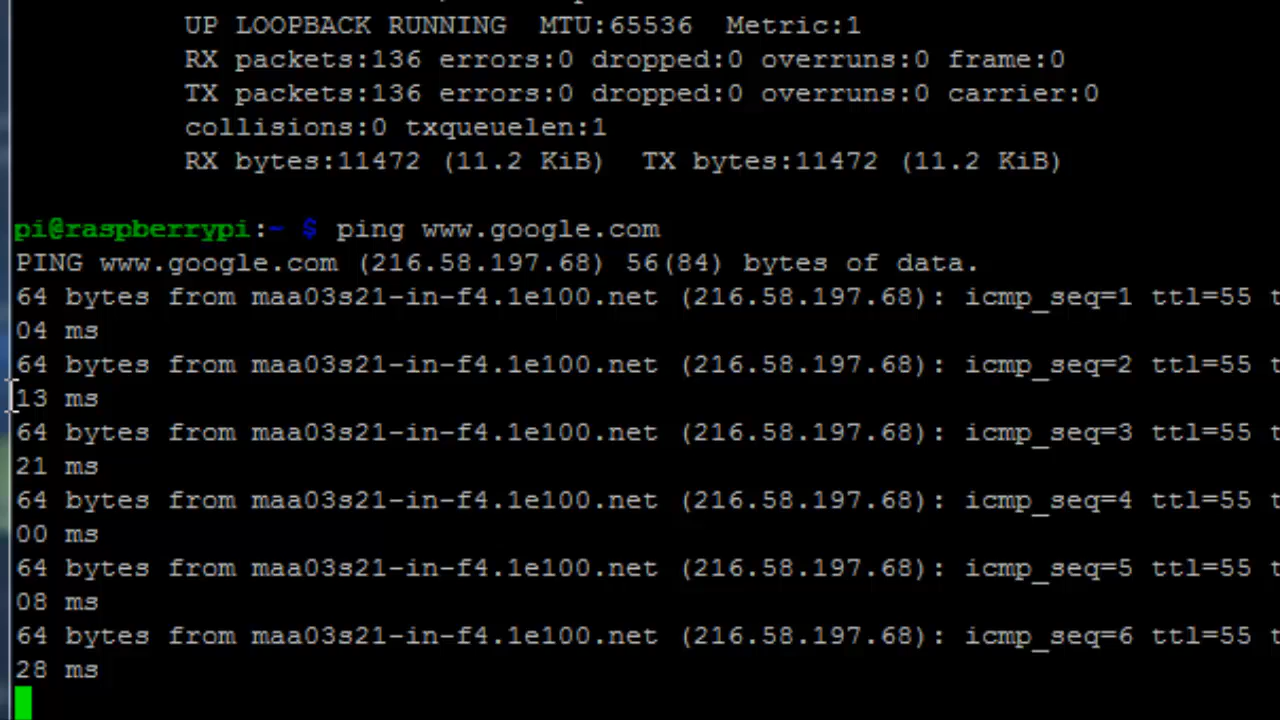 UP LOOPBACK RUNNING  MTU:65536  Metric:1
RX packets:136 errors:0 dropped:0 overruns:0 frame:0
TX packets:136 errors:0 dropped:0 overruns:0 carrier:0
collisions:0 txqueuelen:1
RX bytes:11472 (11.2 KiB)  TX bytes:11472 (11.2 KiB)
pi@raspberrypi:~ $ ping www.google.com
PING www.google.com (216.58.197.68) 56(84) bytes of data.
64 bytes from maa03s21-in-f4.1e100.net (216.58.197.68): icmp_seq=1 ttl=55 t
04 ms
64 bytes from maa03s21-in-f4.1e100.net (216.58.197.68): icmp_seq=2 ttl=55 t
13 ms
64 bytes from maa03s21-in-f4.1e100.net (216.58.197.68): icmp_seq=3 ttl=55 t
21 ms
64 bytes from maa03s21-in-f4.1e100.net (216.58.197.68): icmp_seq=4 ttl=55 t
00 ms
64 bytes from maa03s21-in-f4.1e100.net (216.58.197.68): icmp_seq=5 ttl=55 t
08 ms
64 bytes from maa03s21-in-f4.1e100.net (216.58.197.68): icmp_seq=6 ttl=55 t
28 ms